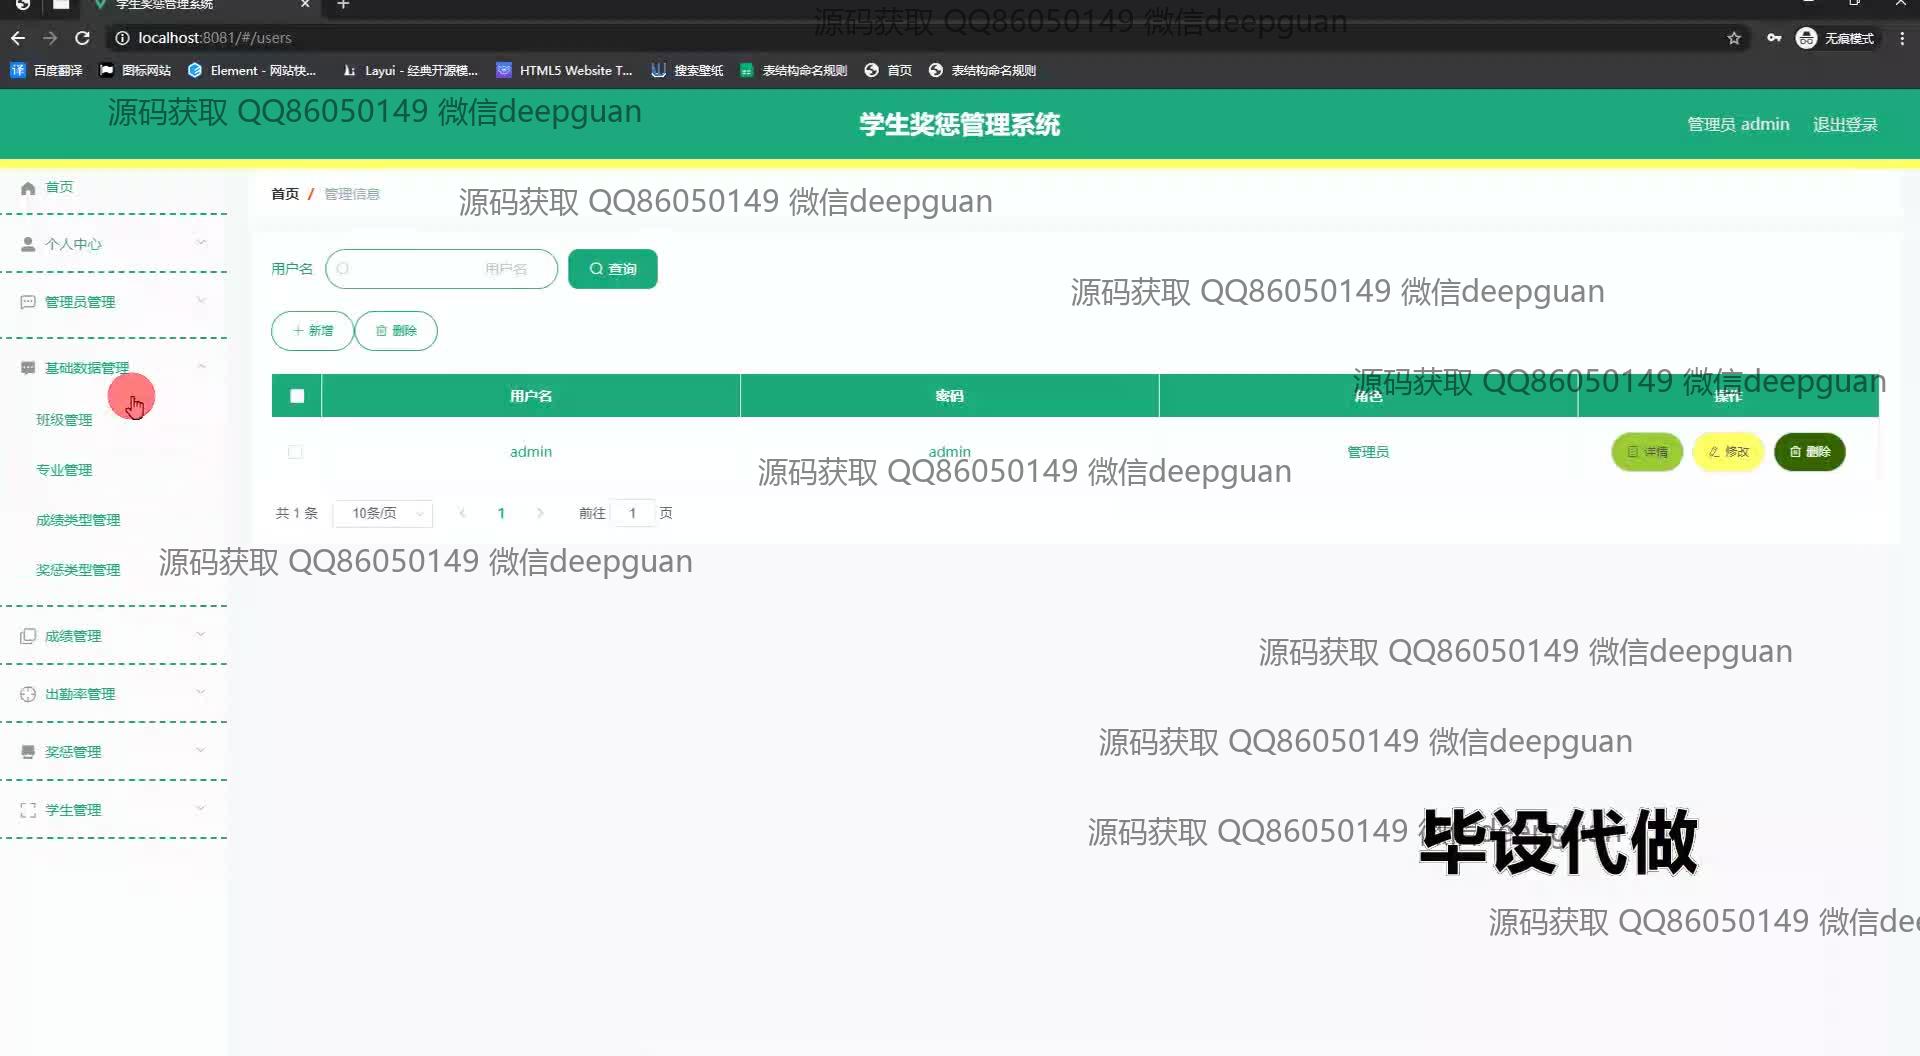 学生奖惩管理系统
源码获取 QQ86050149 微信deepguan
localhost:8081/#/users
无痕模式
百度翻译 图标网站 Element - 网站快... Layui - 经典开源模... HTML5 Website T... 搜索壁纸 表结构命名规则 首页 表结构命名规则
源码获取 QQ86050149 微信deepguan
学生奖惩管理系统
管理员 admin 退出登录
首页
个人中心
管理员管理
基础数据管理
班级管理
专业管理
成绩类型管理
奖惩类型管理
成绩管理
出勤率管理
奖惩管理
学生管理
首页 / 管理信息
源码获取 QQ86050149 微信deepguan
用户名 用户名 查询
源码获取 QQ86050149 微信deepguan
新增 删除
源码获取 QQ86050149 微信deepguan
用户名 密码 角色 操作
admin admin 管理员 详情 修改 删除
源码获取 QQ86050149 微信deepguan
共 1 条 10条/页 1 前往 1 页
源码获取 QQ86050149 微信deepguan
源码获取 QQ86050149 微信deepguan
源码获取 QQ86050149 微信deepguan
源码获取 QQ86050149
毕设代做
源码获取 QQ86050149 微信dee